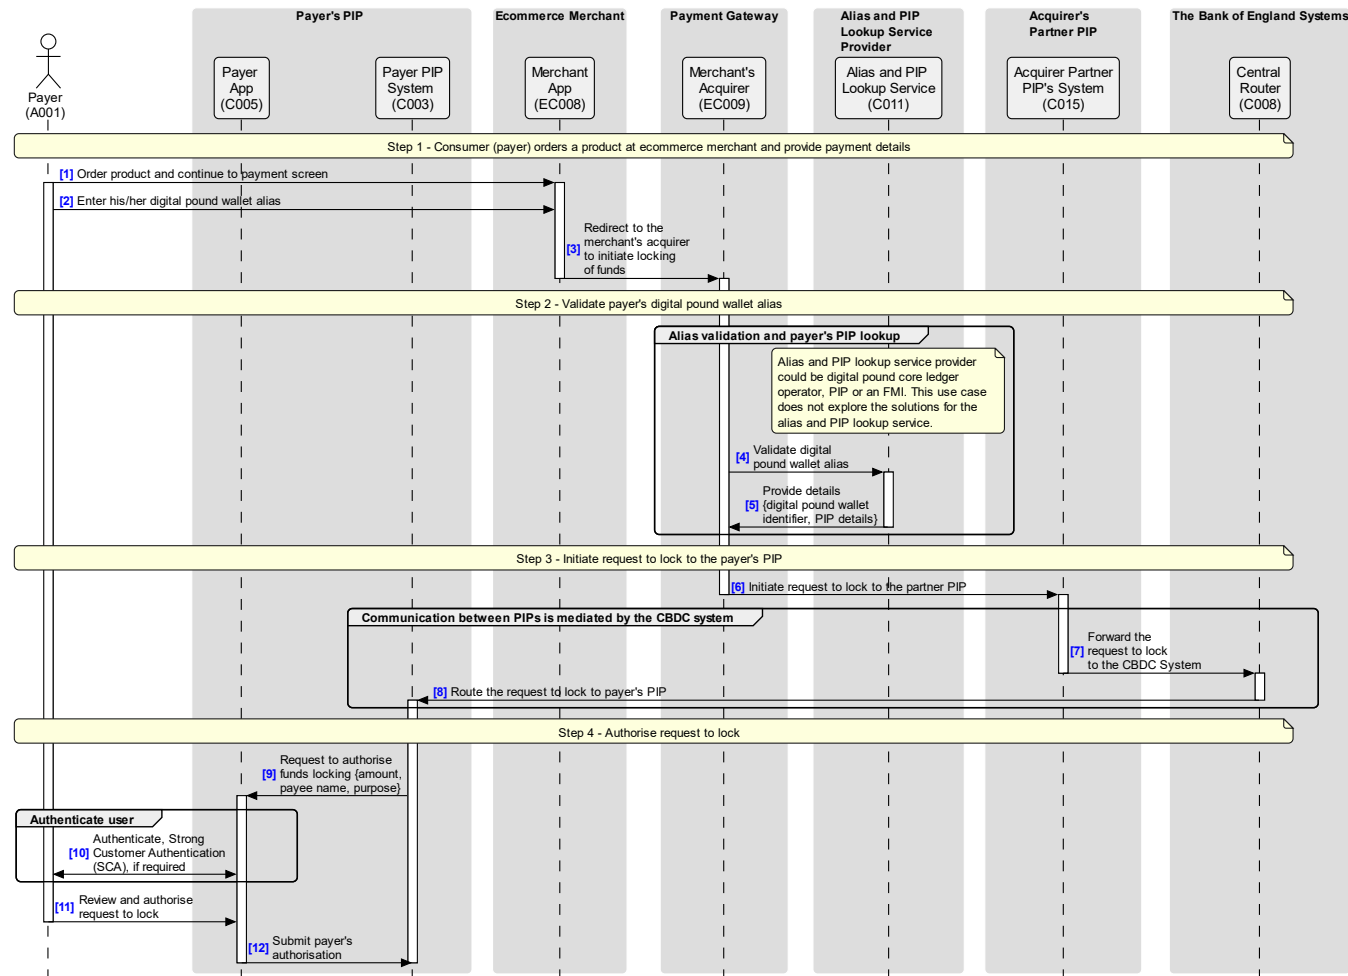 Payer's PIP
Ecommerce Merchant
Payment Gateway
Alias and PIP
Lookup Service
Provider
Acquirer's
Partner PIP
The Bank of England Systems
Payer
(A001)
Payer
App
(C005)
Payer PIP
System
(C003)
Merchant
App
(EC008)
Merchant's
Acquirer
(EC009)
Alias and PIP
Lookup Service
(C011)
Acquirer Partner
PIP's System
(C015)
Central
Router
(C008)
Step 1 - Consumer (payer) orders a product at ecommerce merchant and provide payment details
[1] Order product and continue to payment screen
[2] Enter his/her digital pound wallet alias
Redirect to the
merchant's acquirer
[3] to initiate locking
of funds
Step 2 - Validate payer's digital pound wallet alias
Alias validation and payer's PIP lookup
Alias and PIP lookup service provider
could be digital pound core ledger
operator, PIP or an FMI. This use case
does not explore the solutions for the
alias and PIP lookup service.
[4] Validate digital
pound wallet alias
Provide details
[5] {digital pound wallet
identifier, PIP details}
Step 3 - Initiate request to lock to the payer's PIP
[6] Initiate request to lock to the partner PIP
Communication between PIPs is mediated by the CBDC system
Forward the
[7] request to lock
to the CBDC System
[8] Route the request to lock to payer's PIP
Step 4 - Authorise request to lock
Request to authorise
[9] funds locking {amount,
payee name, purpose}
Authenticate user
Authenticate, Strong
[10] Customer Authentication
(SCA), if required
[11] Review and authorise
request to lock
[12] Submit payer's
authorisation